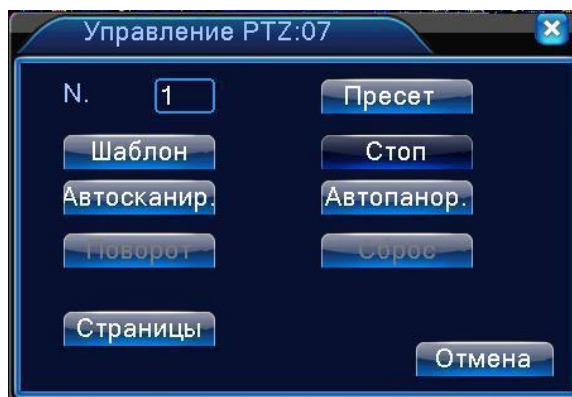 Управление PTZ:07
N. 1 Пресет
Шаблон Стоп
Автосканир. Автопанор.
Поворот Сброс
Страницы
Отмена